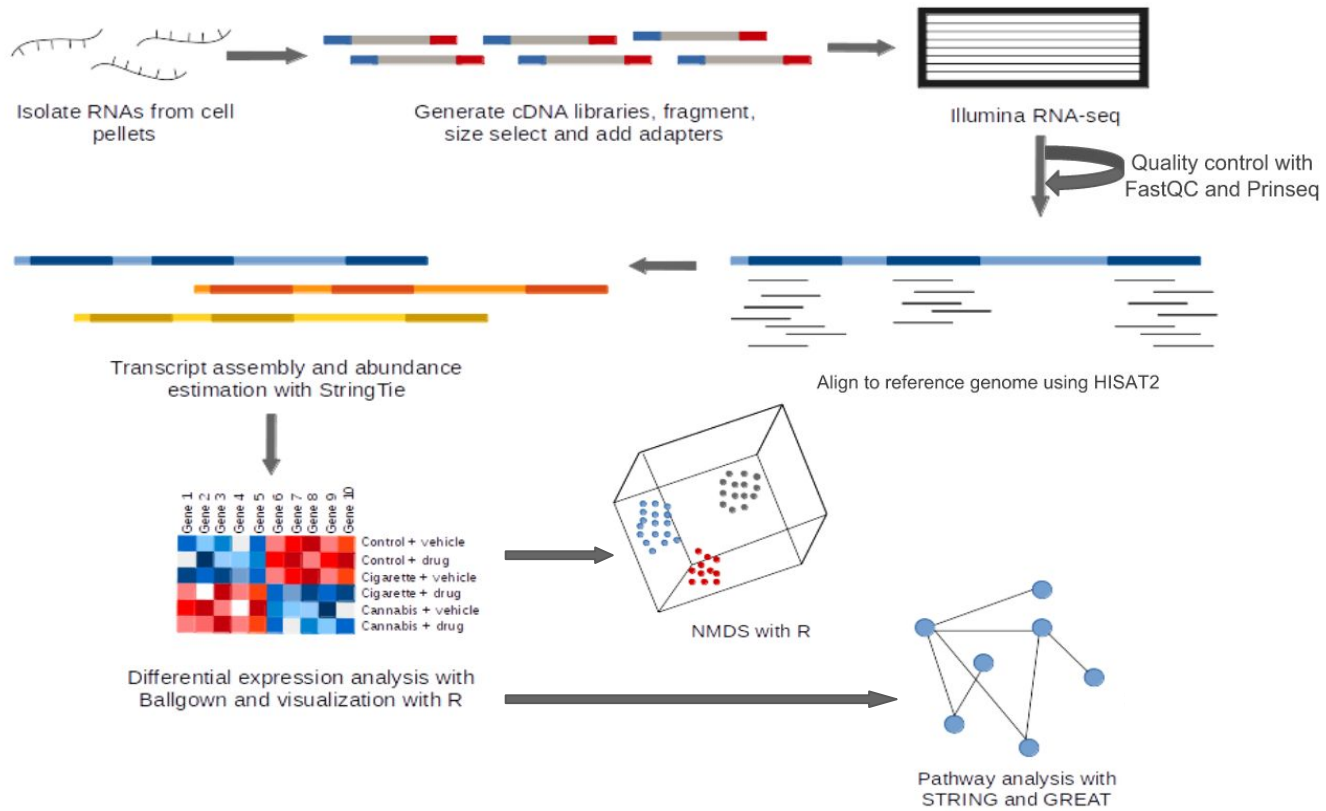 Isolate RNAs from cell
pellets
Generate cDNA libraries, fragment,
size select and add adapters
Illumina RNA-seq
Quality control with
FastQC and Prinseq
Align to reference genome using HISAT2
Transcript assembly and abundance
estimation with StringTie
Gene 1
Gene 2
Gene 3
Gene 4
Gene 5
Gene 6
Gene 7
Gene 8
Gene 9
Gene 10
Control + vehicle
Control + drug
Cigarette + vehicle
Cigarette + drug
Cannabis + vehicle
Cannabis + drug
Differential expression analysis with
Ballgown and visualization with R
NMDS with R
Pathway analysis with
STRING and GREAT